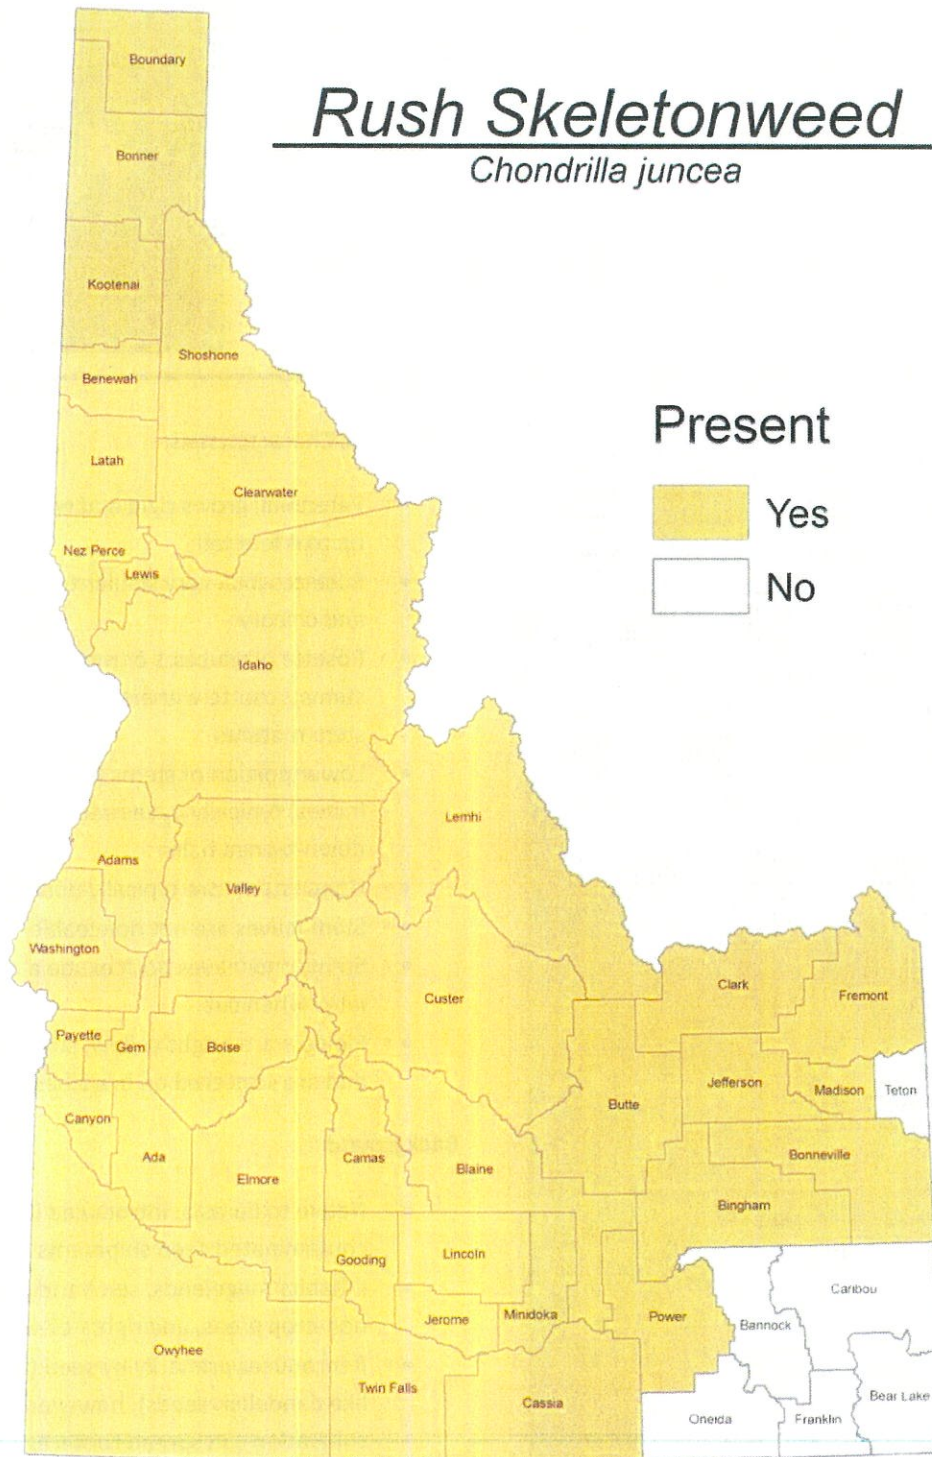 Boundary
Rush Skeletonweed
Bonner
Chondrilla juncea
Kootenai
Shoshone
Benewah
Present
Latah
Clearwater
Yes
Nez Perce
Lewis
No
Idaho
Lemhi
Adams
Valley
Washington
Clark
Custer
Fremont
Payette
Gem
Boise
Jefferson
Madison
Teton
Butte
Canyon
Ada
Camas
Blaine
Bonneville
Elmore
Bingham
Gooding
Lincoln
Caribou
Jerome
Minidoka
Power
Bannock
Owyhee
Twin Falls
Cassia
Oneida
Franklin
Bear Lake